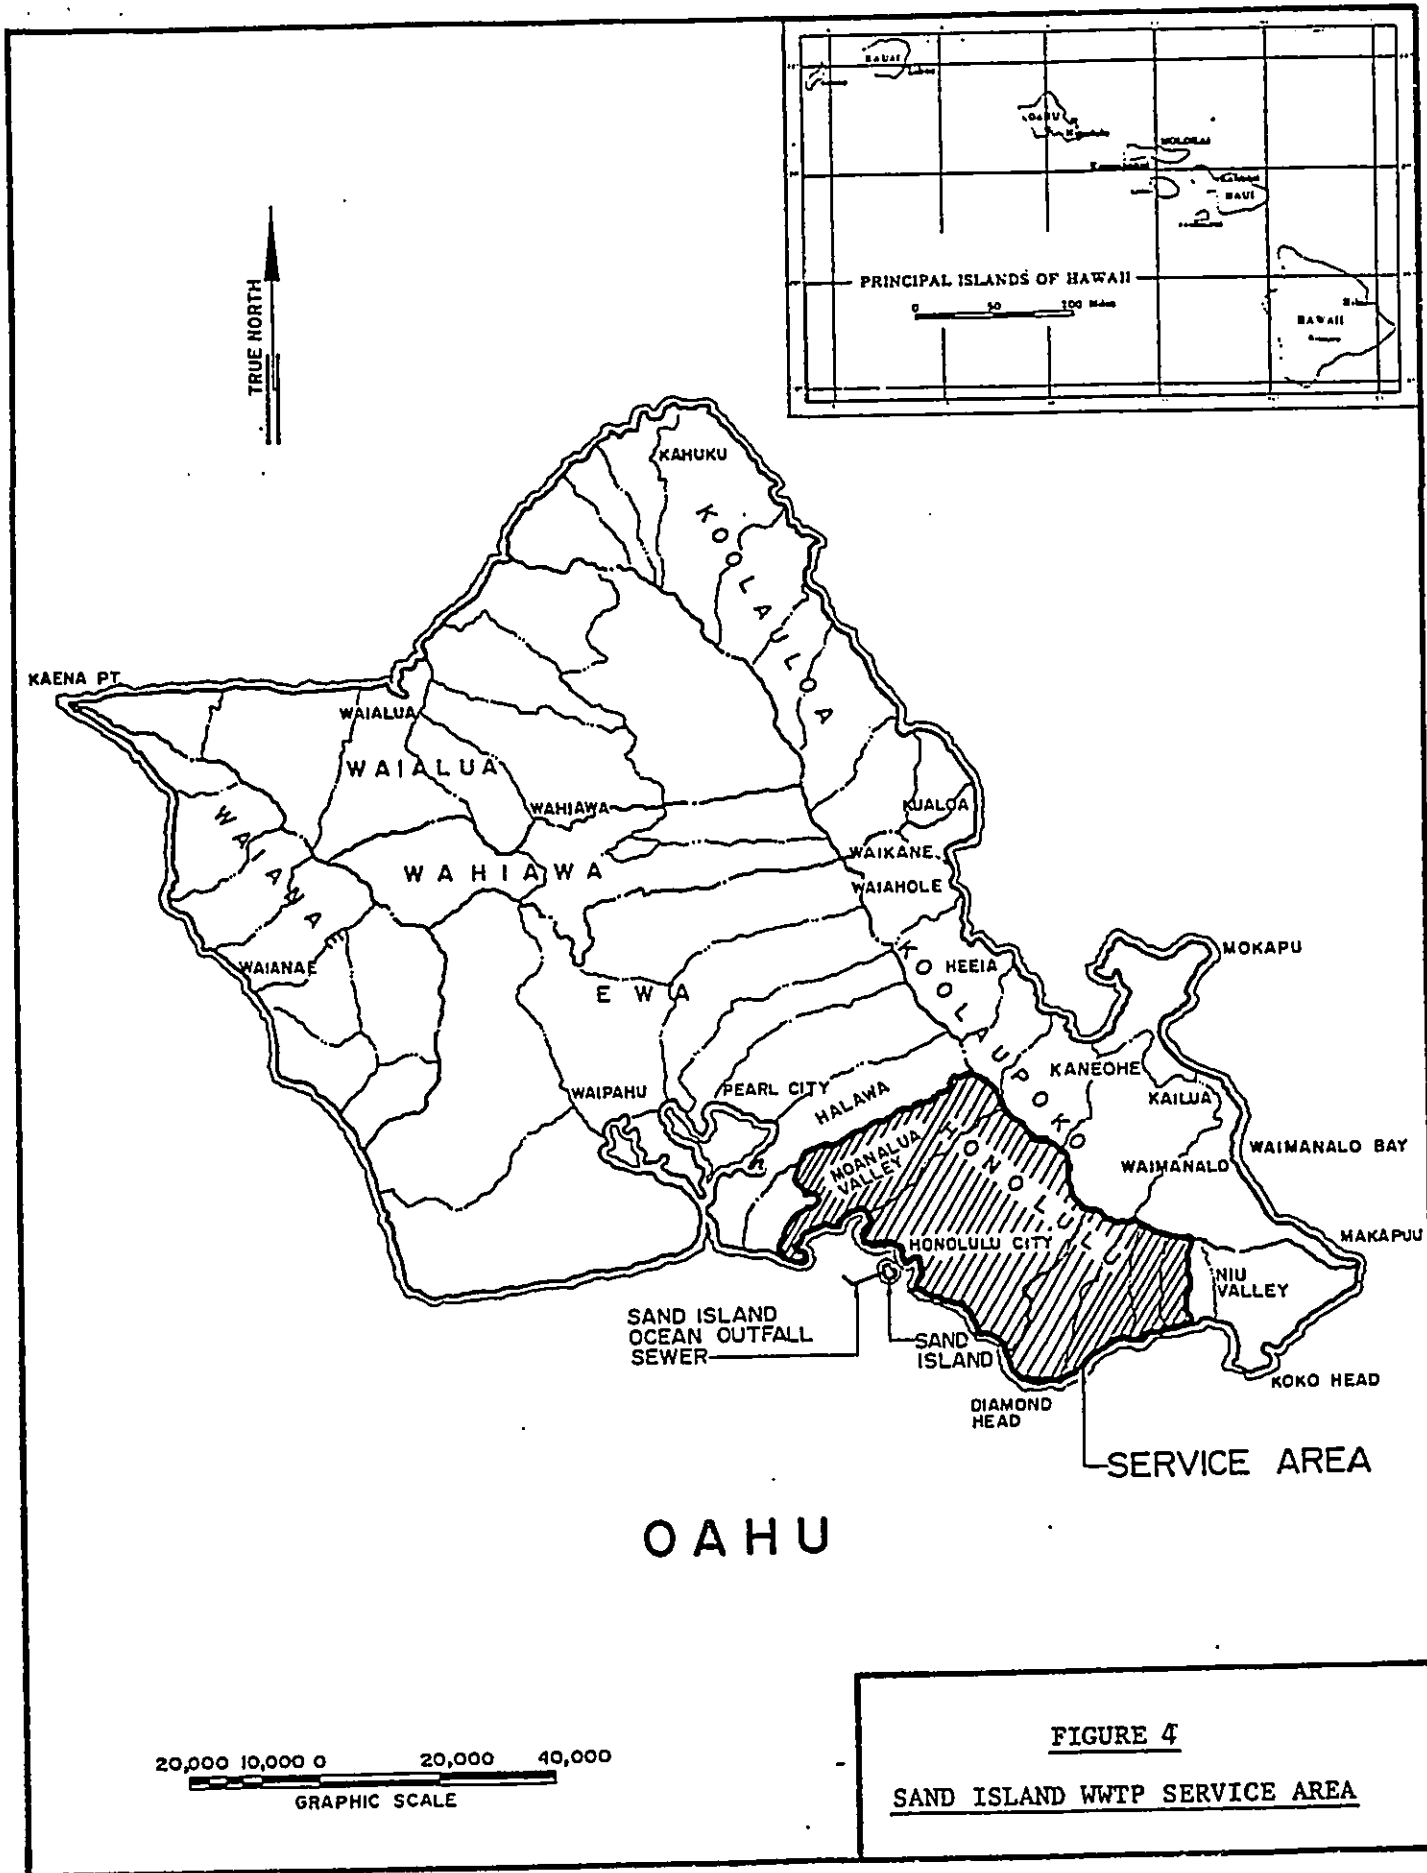 KAUAI
OAHU
Honolulu
MOLOKAI
MAUI
PRINCIPAL ISLANDS OF HAWAII
0 50 100 Miles
HAWAII
TRUE NORTH
KAHUKU
KOOLAULOA
KAENA PT.
WAIALUA
WAIALUA
WAHIAWA
KUALOA
WAIANAE
WAHIAWA
WAIKANE
WAIAHOLE
WAIANAE
HEEIA
MOKAPU
EWA
KOOLAUPOKO
KANEOHE
KAILUA
WAIPAHU
PEARL CITY
HALAWA
WAIMANALO BAY
WAIMANALO
MOANALUA
VALLEY
HONOLULU
HONOLULU CITY
MAKAPUU
NIU
VALLEY
SAND ISLAND
OCEAN OUTFALL
SEWER
SAND
ISLAND
KOKO HEAD
DIAMOND
HEAD
SERVICE AREA
OAHU
20,000 10,000 0 20,000 40,000
GRAPHIC SCALE
FIGURE 4
SAND ISLAND WWTP SERVICE AREA